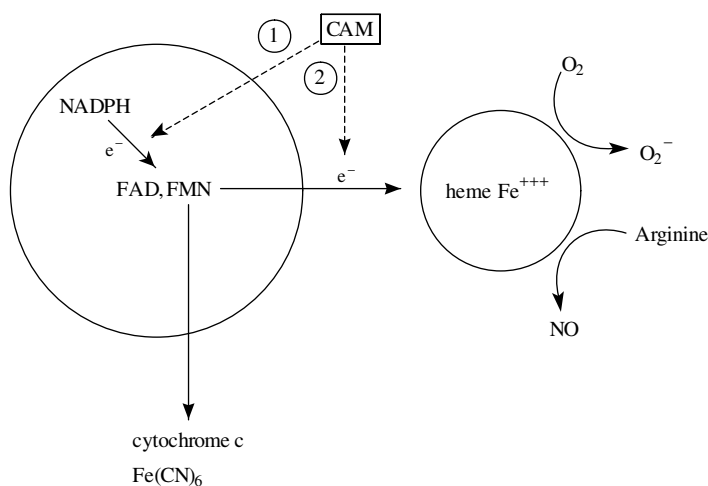 CAM
1
2
O₂
NADPH
e⁻
O₂⁻
FAD, FMN
e⁻
heme Fe⁺⁺⁺
Arginine
NO
cytochrome c
Fe(CN)₆